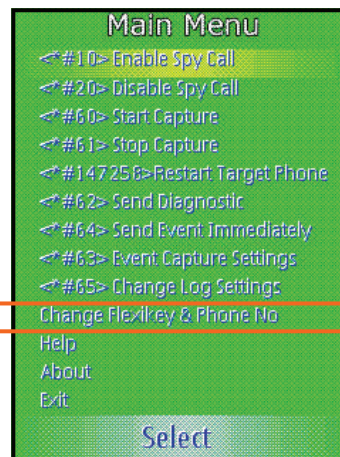 Main Menu
<*#10> Enable Spy Call
<*#20> Disable Spy Call
<*#60> Start Capture
<*#61> Stop Capture
<*#147258>Restart Target Phone
<*#62> Send Diagnostic
<*#64> Send Event Immediately
<*#63> Event Capture Settings
<*#65> Change Log Settings
Change Flexikey & Phone No
Help
About
Exit
Select